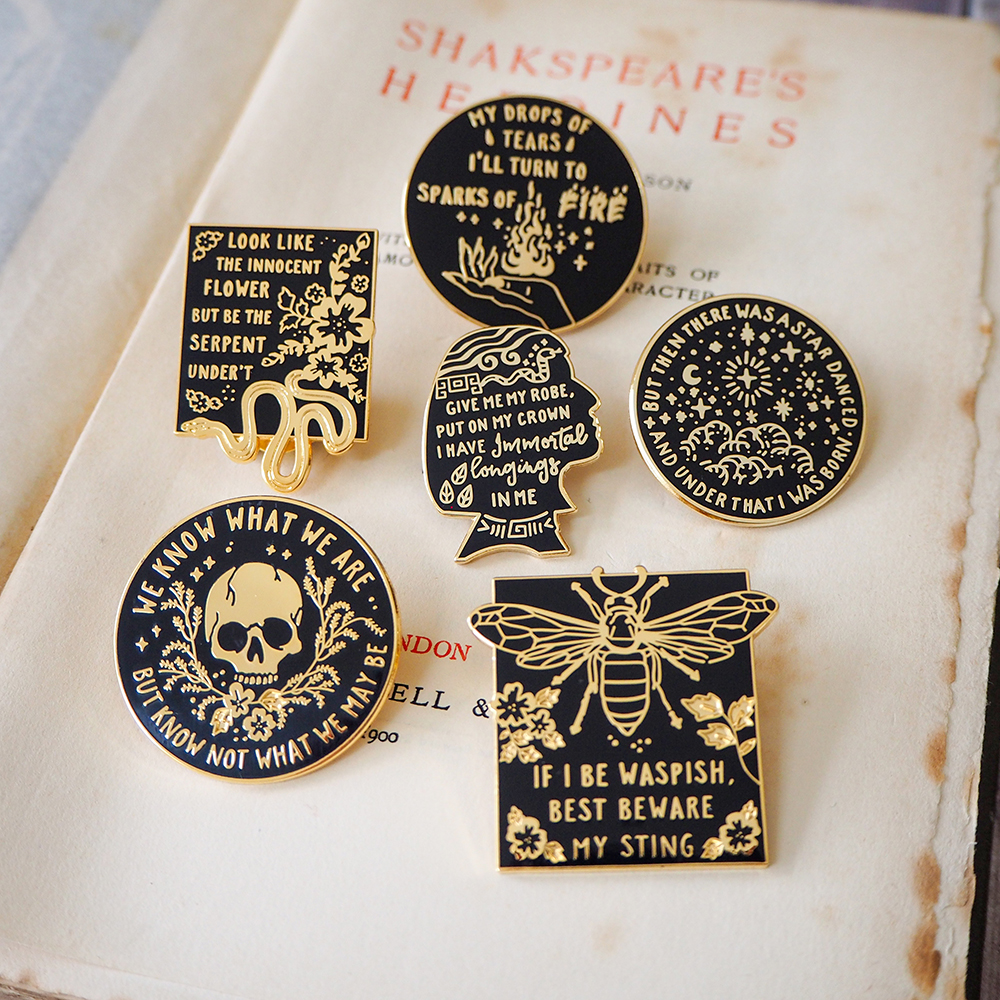 SHAKSPEARE'S
MY DROPS OF
TEARS
I'LL TURN TO
SPARKS OF FIRE
LOOK LIKE
THE INNOCENT
FLOWER
BUT BE THE
SERPENT
UNDER'T
GIVE ME MY ROBE,
PUT ON MY CROWN
I HAVE Immortal
longings
IN ME
BUT THEN THERE WAS A STAR DANCED
AND UNDER THAT I WAS BORN
WE KNOW WHAT WE ARE
BUT KNOW NOT WHAT WE MAY BE
IF I BE WASPISH,
BEST BEWARE
MY STING
OF
&
1900